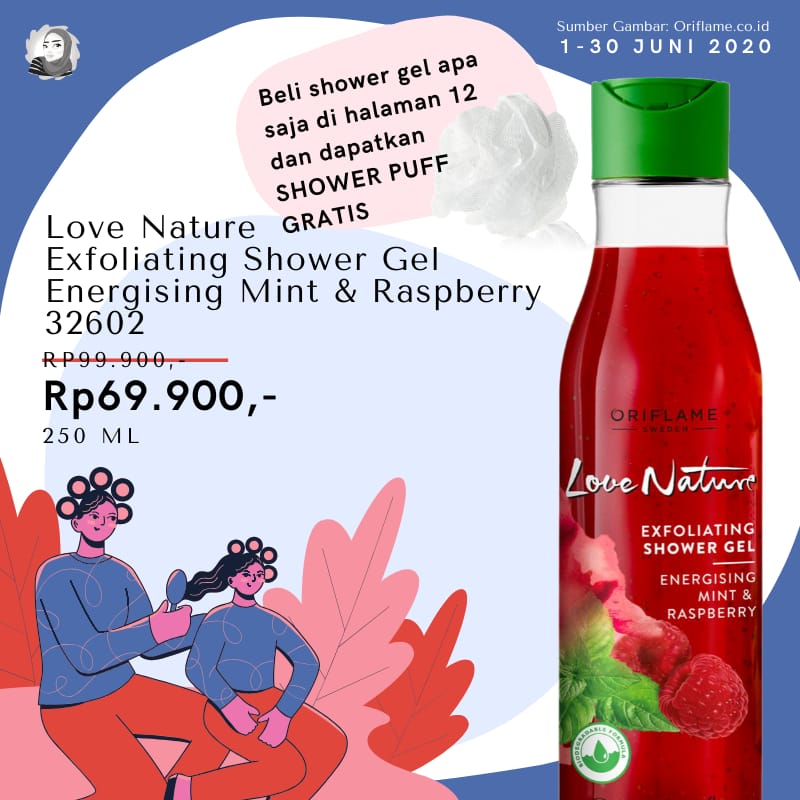 Sumber Gambar: Oriflame.co.id
1-30 JUNI 2020
Beli shower gel apa
saja di halaman 12
dan dapatkan
SHOWER PUFF
GRATIS
Love Nature
Exfoliating Shower Gel
Energising Mint & Raspberry
32602
RP99.900,-
Rp69.900,-
250 ML
ORIFLAME
SWEDEN
Love Nature
EXFOLIATING
SHOWER GEL
ENERGISING
MINT &
RASPBERRY
BIODEGRADABLE FORMULA